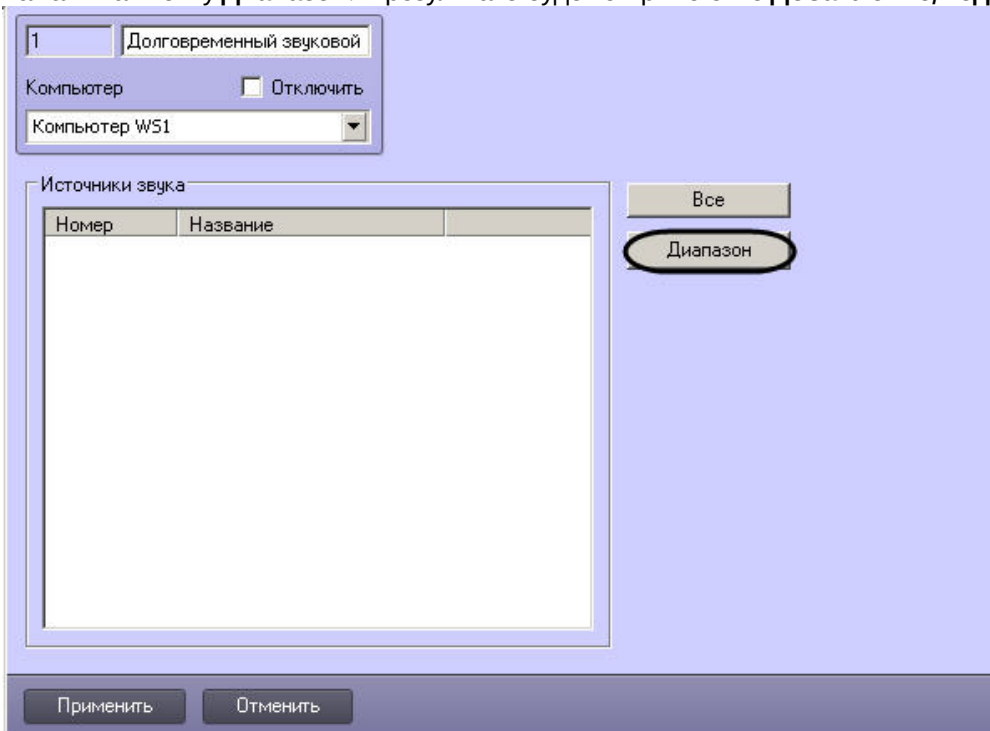 1 Долговременный звуковой
Компьютер Отключить
Компьютер WS1
Источники звука
Номер Название
Все
Диапазон
Применить Отменить